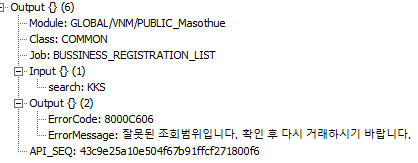 Output {} (6)
Module: GLOBAL/VNM/PUBLIC_Masothue
Class: COMMON
Job: BUSSINESS_REGISTRATION_LIST
Input {} (1)
search: KKS
Output {} (2)
ErrorCode: 8000C606
ErrorMessage: 잘못된 조회범위입니다. 확인 후 다시 거래하시기 바랍니다.
API_SEQ: 43c9e25a10e504f67b91ffcf271800f6